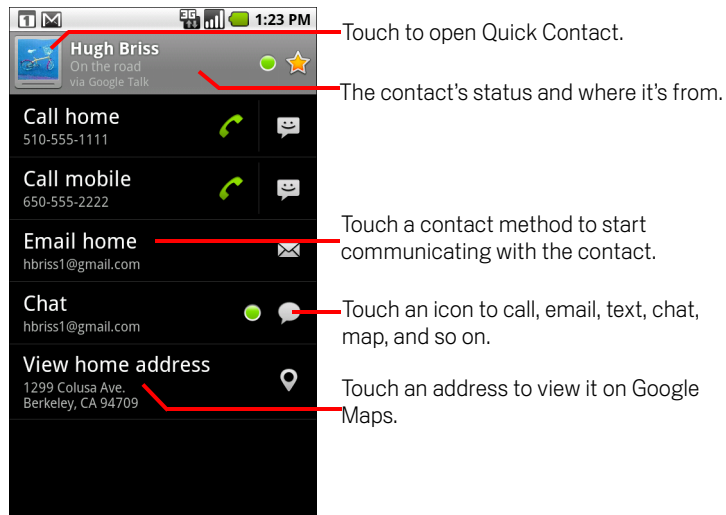 1 1:23 PM
3G
Hugh Briss
On the road
via Google Talk
Call home
510-555-1111
Call mobile
650-555-2222
Email home
hbriss1@gmail.com
Chat
hbriss1@gmail.com
View home address
1299 Colusa Ave.
Berkeley, CA 94709
Touch to open Quick Contact.
The contact's status and where it's from.
Touch a contact method to start
communicating with the contact.
Touch an icon to call, email, text, chat,
map, and so on.
Touch an address to view it on Google
Maps.